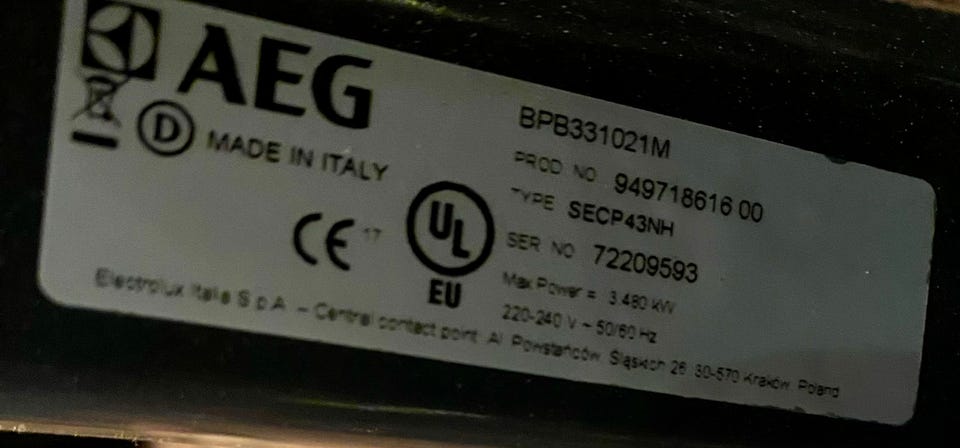 AEG
D
MADE IN ITALY
BPB331021M
PROD NO 949718616 00
TYPE SECP43NH
SER NO 72209593
Max Power = 3.480 kW
220-240 V ~ 50/60 Hz
CE 17
UL
EU
Electrolux Italia S.p.A. - Central contact point: Al. Powstańców Śląskich 26 30-570 Kraków, Poland